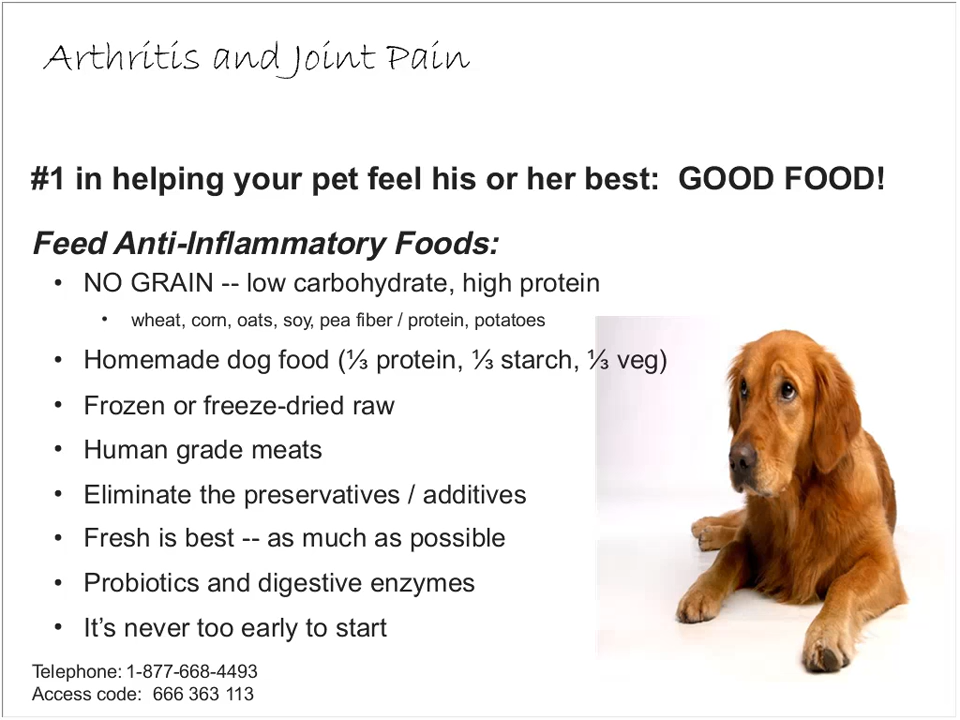 Arthritis and Joint Pain
#1 in helping your pet feel his or her best:  GOOD FOOD!
Feed Anti-Inflammatory Foods:
• NO GRAIN -- low carbohydrate, high protein
• wheat, corn, oats, soy, pea fiber / protein, potatoes
• Homemade dog food (⅓ protein, ⅓ starch, ⅓ veg)
• Frozen or freeze-dried raw
• Human grade meats
• Eliminate the preservatives / additives
• Fresh is best -- as much as possible
• Probiotics and digestive enzymes
• It’s never too early to start
Telephone: 1-877-668-4493
Access code:  666 363 113